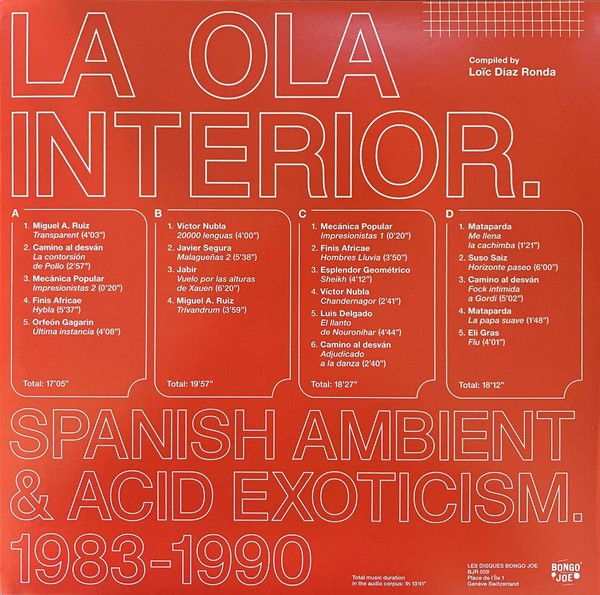 LA OLA
Compiled by
Loïc Diaz Ronda
INTERIOR.
A
1. Miguel A. Ruiz
Transparent (4'03")
2. Camino al desván
La contorsión
de Pollo (2'57")
3. Mecánica Popular
Impresionistas 2 (0'20")
4. Finis Africae
Hybla (5'37")
5. Orfeón Gagarin
Última instancia (4'08")
Total: 17'05"
B
1. Víctor Nubla
20000 lenguas (4'00")
2. Javier Segura
Malagueñas 2 (5'38")
3. Jabir
Vuelo por las alturas
de Xauen (6'20")
4. Miguel A. Ruiz
Trivandrum (3'59")
Total: 19'57"
C
1. Mecánica Popular
Impresionistas 1 (0'20")
2. Finis Africae
Hombres Lluvia (3'50")
3. Esplendor Geométrico
Sheikh (4'12")
4. Víctor Nubla
Chandernagor (2'41")
5. Luis Delgado
El llanto
de Nouronihar (4'44")
6. Camino al desván
Adjudicado
a la danza (2'40")
Total: 18'27"
D
1. Mataparda
Me llena
la cachimba (1'21")
2. Suso Saiz
Horizonte paseo (6'00")
3. Camino al desván
Fock intimida
a Gordi (5'02")
4. Mataparda
La papa suave (1'48")
5. Eli Gras
Flu (4'01")
Total: 18'12"
SPANISH AMBIENT
& ACID EXOTICISM.
1983-1990
Total music duration
in the audio corpus: 1h 13'41"
LES DISQUES BONGO JOE
BJR 059
Place de l'Île 1
Genève Switzerland
BONGO
JOE